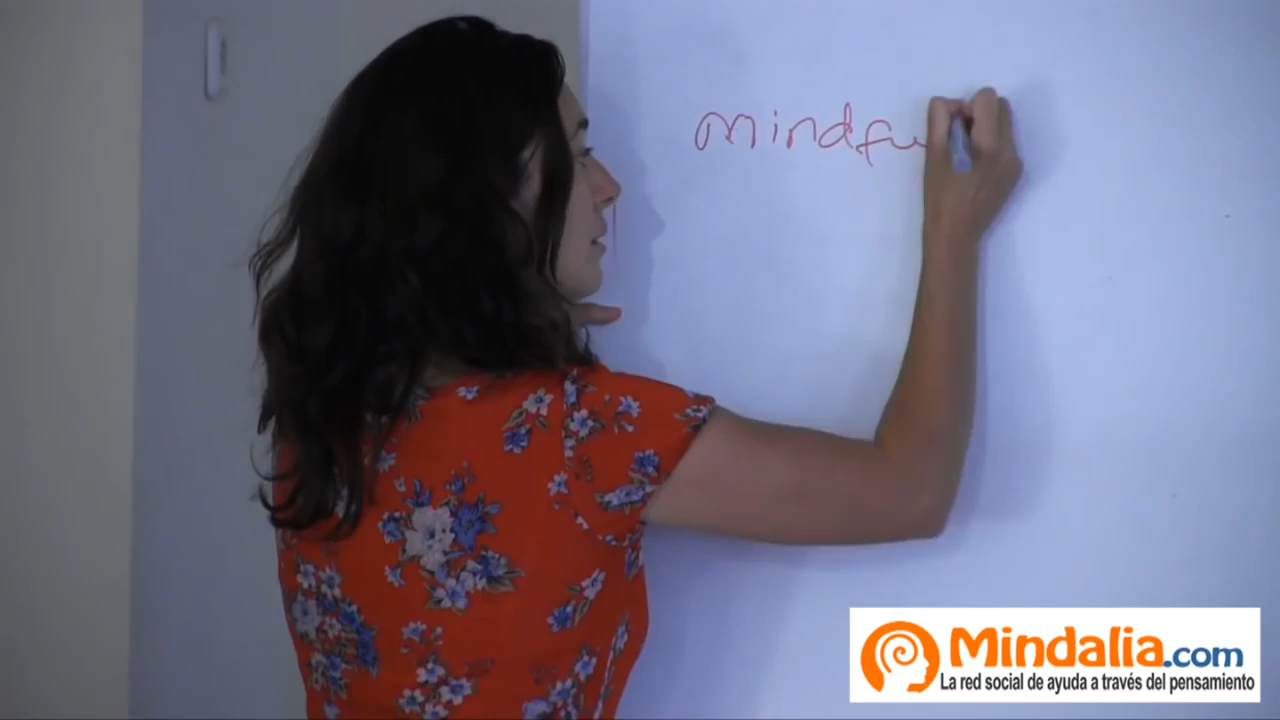 mindfu
Mindalia.com
La red social de ayuda a través del pensamiento